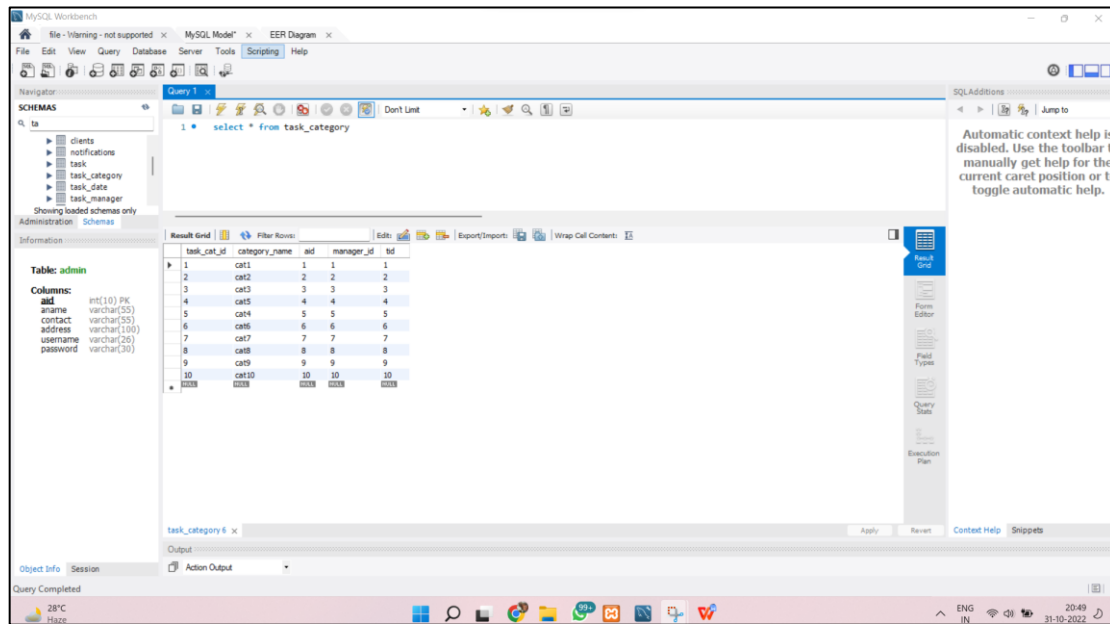 MySQL Workbench
file - Warning - not supported × MySQL Model* × EER Diagram ×
File Edit View Query Database Server Tools Scripting Help
Navigator
SCHEMAS
ta
clients
notifications
task
task_category
task_date
task_manager
Showing loaded schemas only
Administration Schemas
Information
Table: admin
Columns:
aid int(10) PK
aname varchar(55)
contact varchar(55)
address varchar(100)
username varchar(26)
password varchar(30)
Object Info Session
Query Completed
Query 1 ×
Don't Limit
1 select * from task_category
Result Grid Filter Rows: Edit: Export/Import: Wrap Cell Content:
task_cat_id category_name aid manager_id tid
1 cat1 1 1 1
2 cat2 2 2 2
3 cat3 3 3 3
4 cat5 4 4 4
5 cat4 5 5 5
6 cat6 6 6 6
7 cat7 7 7 7
8 cat8 8 8 8
9 cat9 9 9 9
10 cat10 10 10 10
NULL NULL NULL NULL NULL
Result
Grid
Form
Editor
Field
Types
Query
Stats
Execution
Plan
task_category 6 ×
Apply Revert
Output
Action Output
SQLAdditions
Jump to
Automatic context help is
disabled. Use the toolbar t
manually get help for the
current caret position or t
toggle automatic help.
Context Help Snippets
28°C
Haze
99+
ENG
IN
20:49
31-10-2022